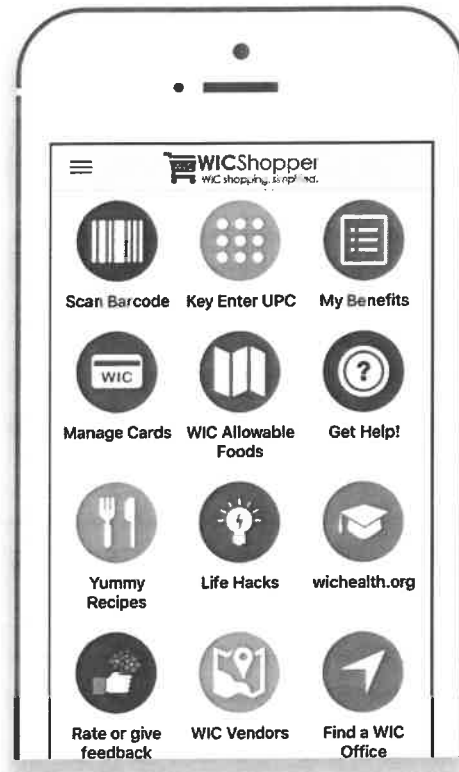 WICShopper
WIC shopping, simplified.
Scan Barcode
Key Enter UPC
My Benefits
WIC
Manage Cards
WIC Allowable
Foods
?
Get Help!
Yummy
Recipes
Life Hacks
wichealth.org
Rate or give
feedback
WIC Vendors
Find a WIC
Office